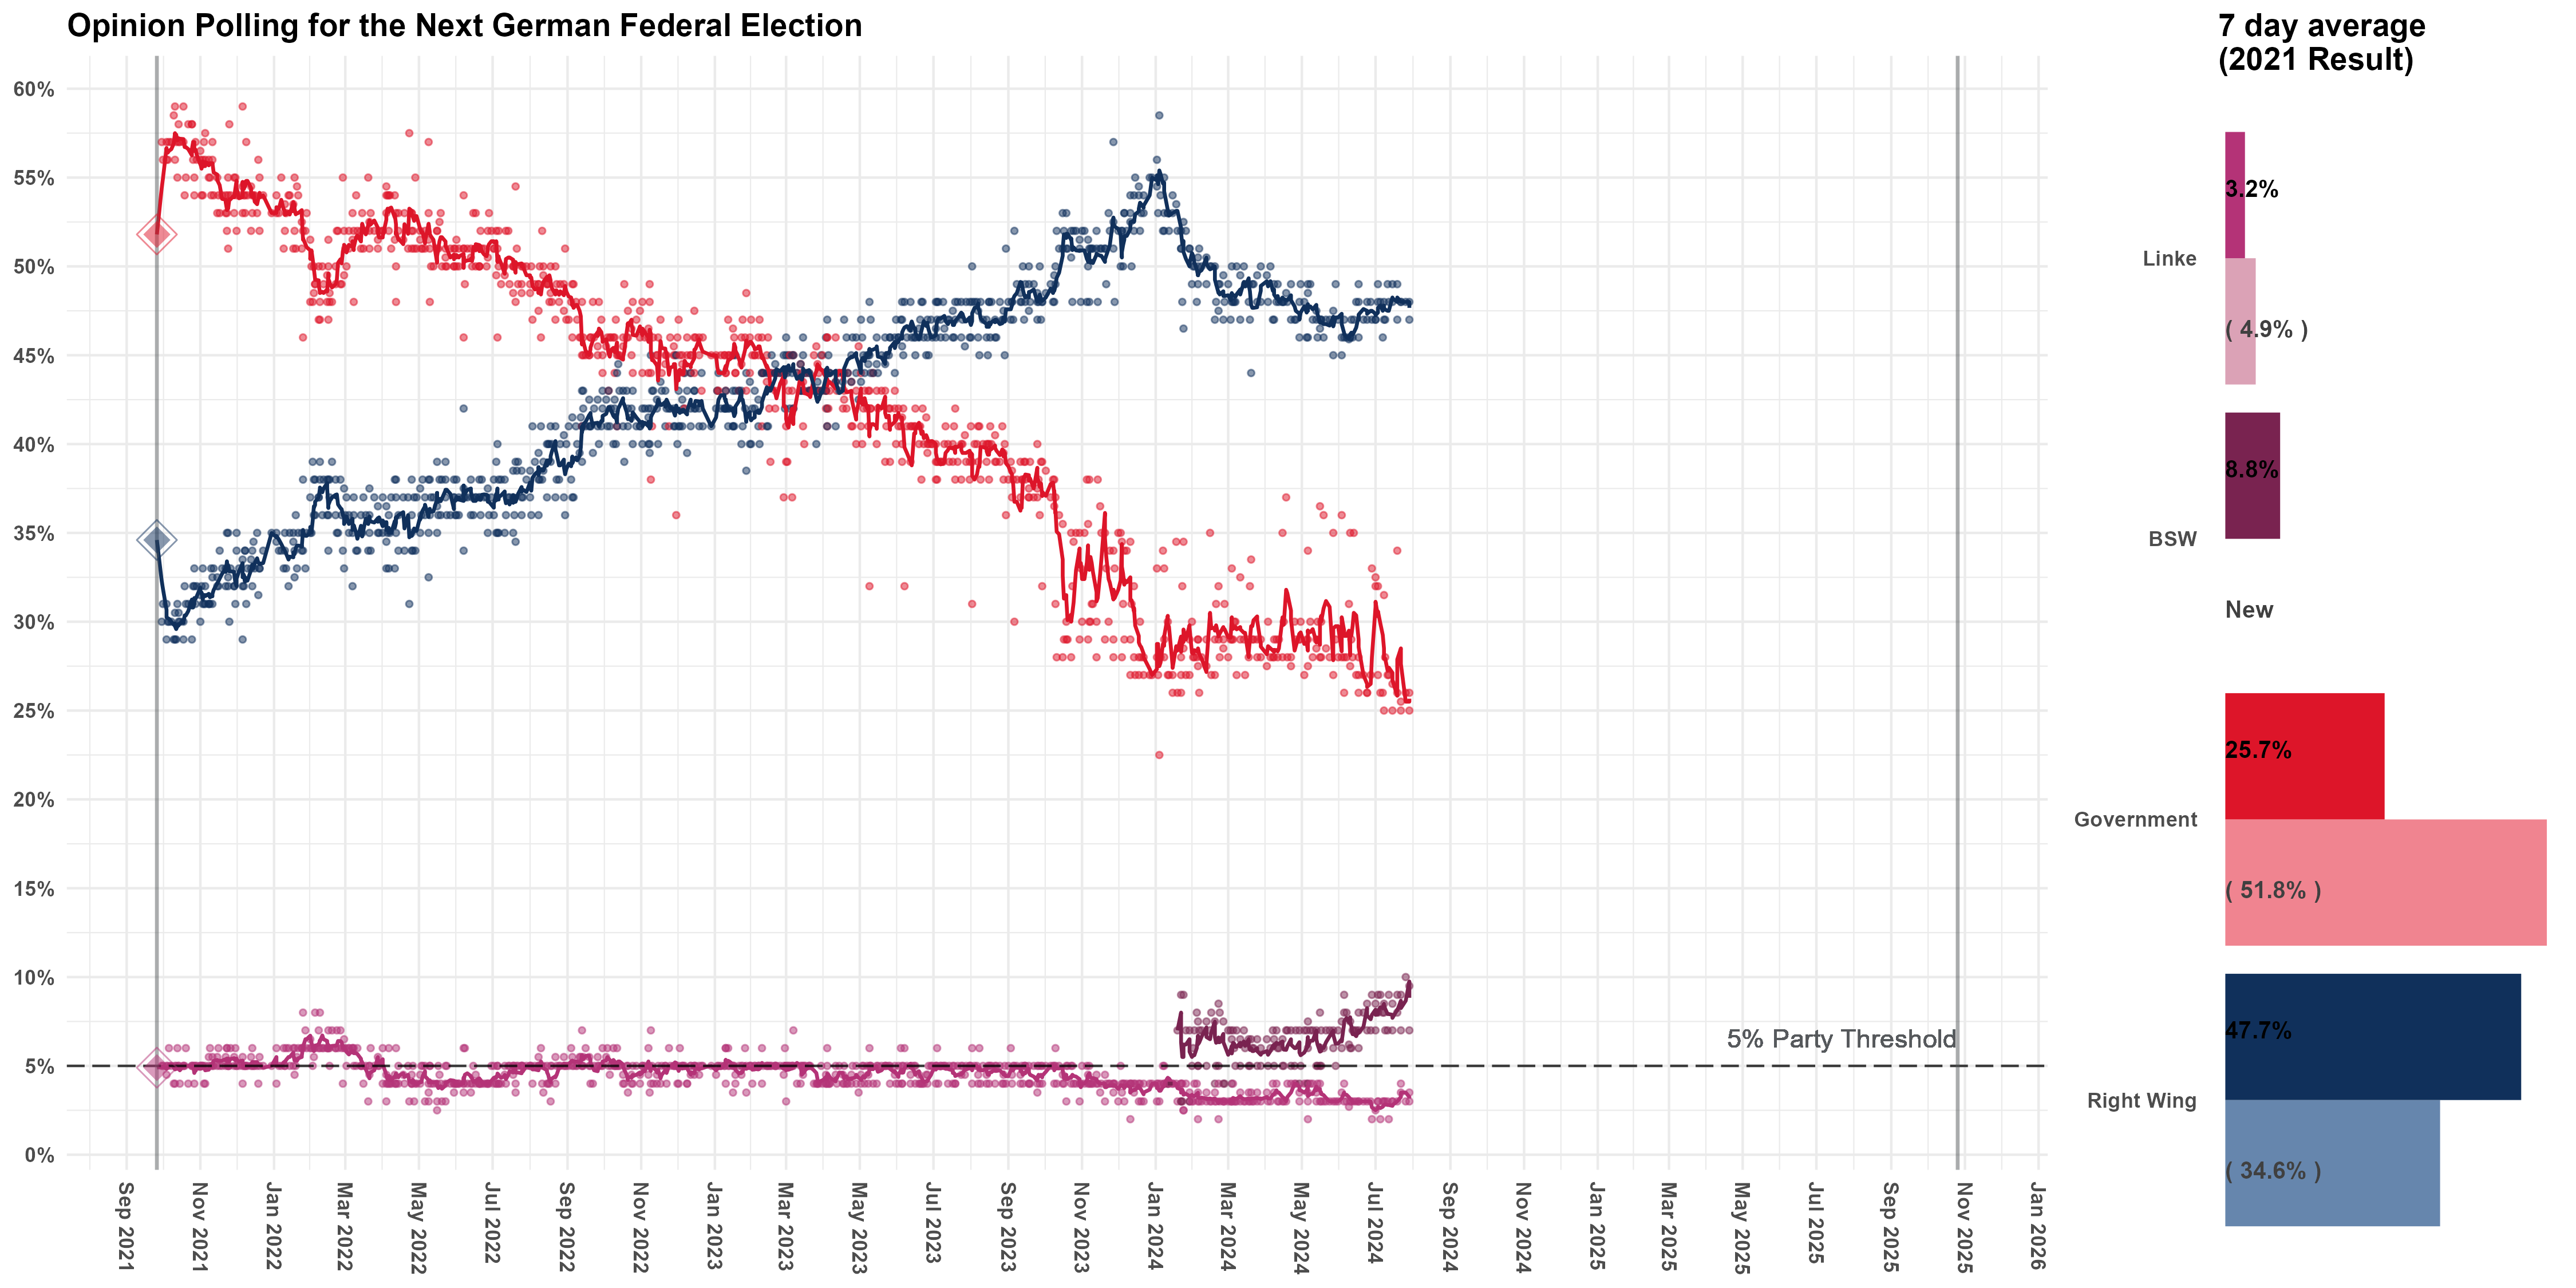 Opinion Polling for the Next German Federal Election
60%
55%
50%
45%
40%
35%
30%
25%
20%
15%
10%
5%
0%
5% Party Threshold
Sep 2021
Nov 2021
Jan 2022
Mar 2022
May 2022
Jul 2022
Sep 2022
Nov 2022
Jan 2023
Mar 2023
May 2023
Jul 2023
Sep 2023
Nov 2023
Jan 2024
Mar 2024
May 2024
Jul 2024
Sep 2024
Nov 2024
Jan 2025
Mar 2025
May 2025
Jul 2025
Sep 2025
Nov 2025
Jan 2026
7 day average
(2021 Result)
3.2%
Linke
( 4.9% )
8.8%
BSW
New
25.7%
Government
( 51.8% )
47.7%
Right Wing
( 34.6% )